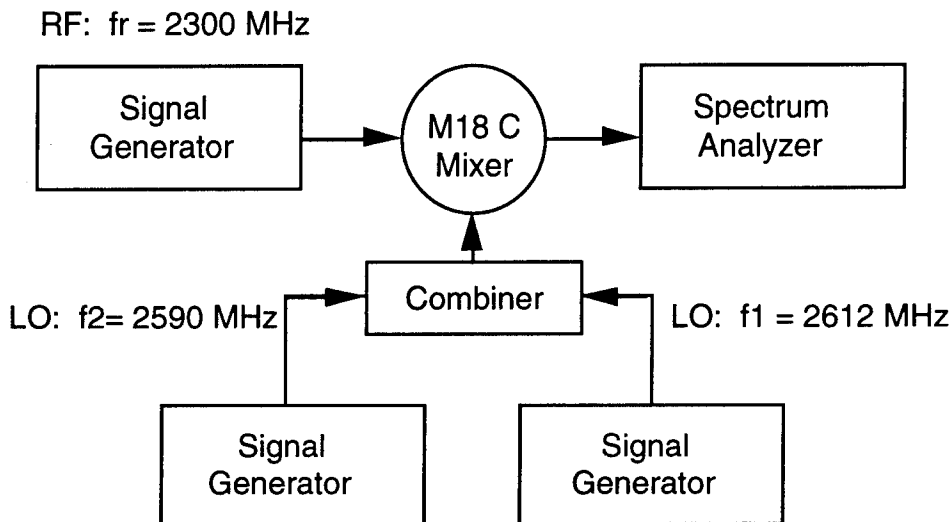 RF: fr = 2300 MHz
Signal
Generator
M18 C
Mixer
Spectrum
Analyzer
Combiner
LO: f2= 2590 MHz
LO: f1 = 2612 MHz
Signal
Generator
Signal
Generator